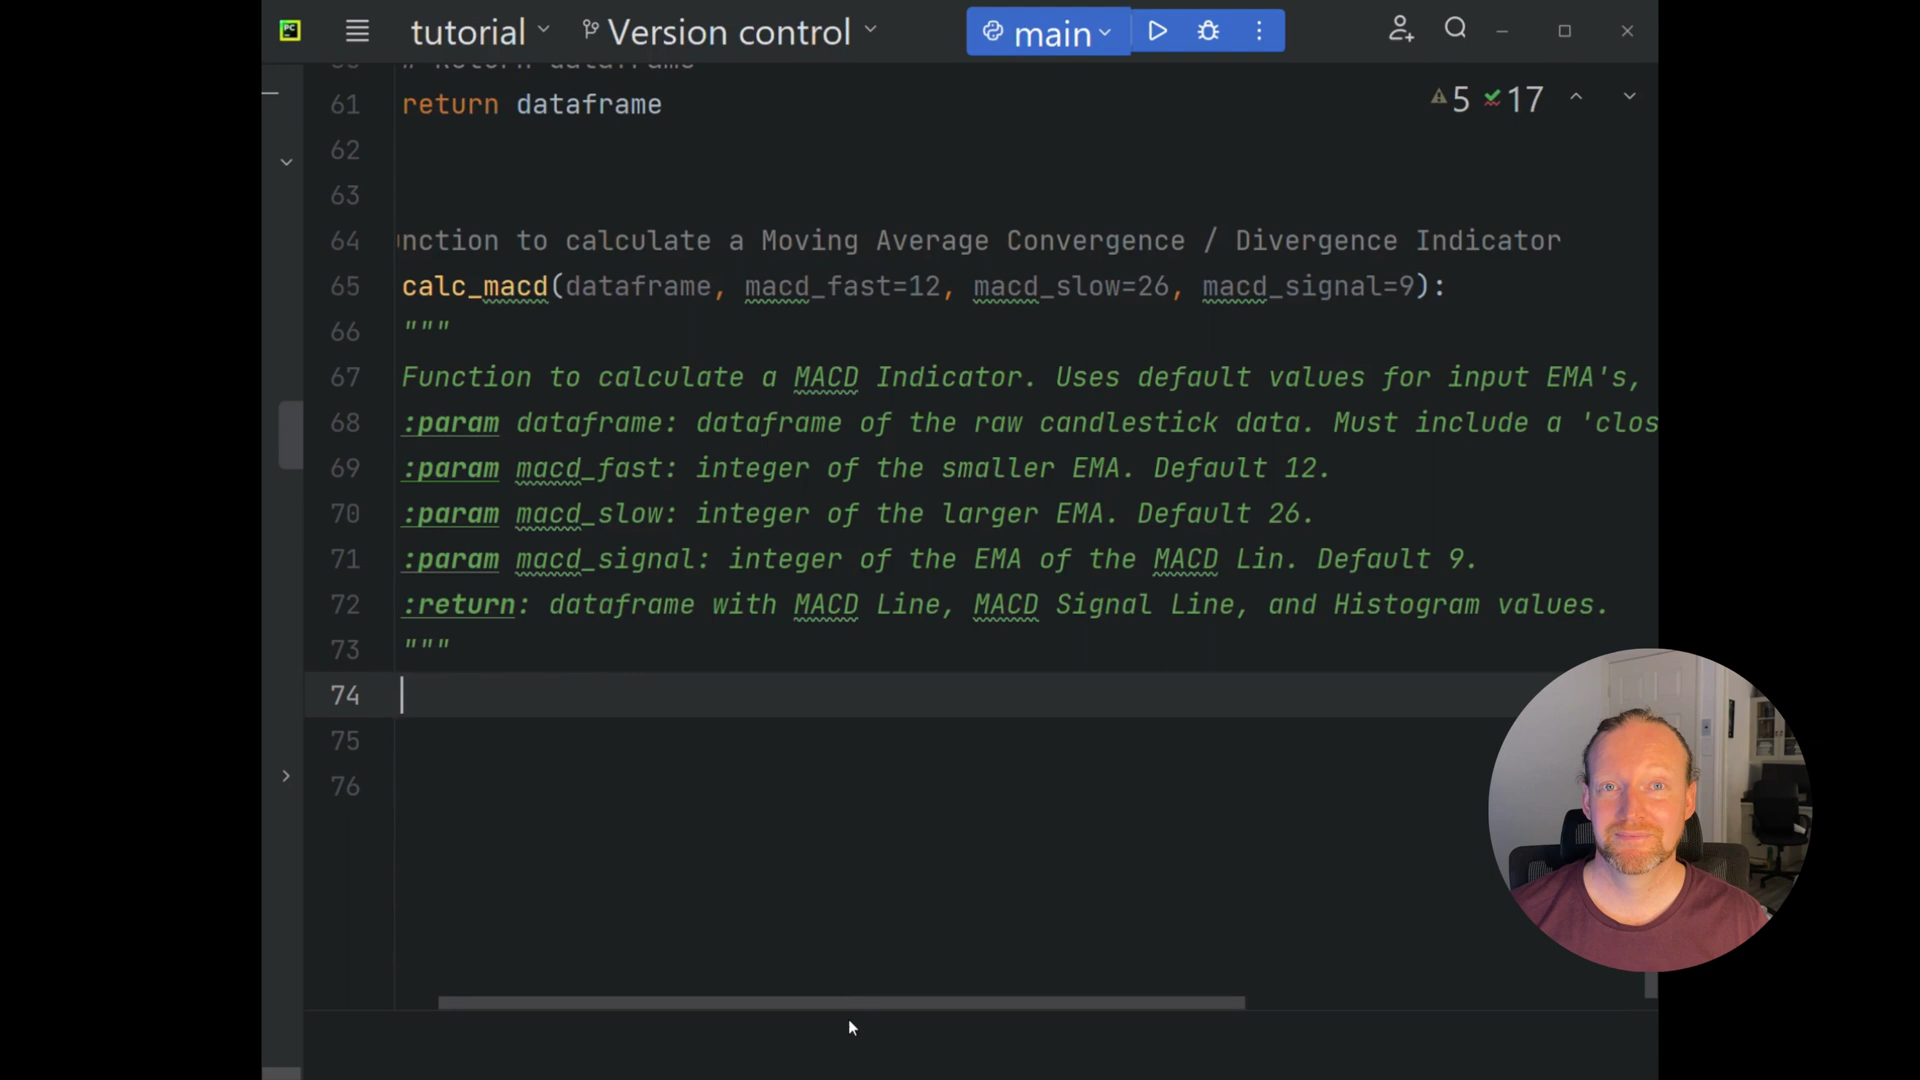 PC
tutorial
Version control
main
# Return dataframe
61 return dataframe
5 17
62
63
64 nction to calculate a Moving Average Convergence / Divergence Indicator
65 calc_macd(dataframe, macd_fast=12, macd_slow=26, macd_signal=9):
66 """
67 Function to calculate a MACD Indicator. Uses default values for input EMA's,
68 :param dataframe: dataframe of the raw candlestick data. Must include a 'clos
69 :param macd_fast: integer of the smaller EMA. Default 12.
70 :param macd_slow: integer of the larger EMA. Default 26.
71 :param macd_signal: integer of the EMA of the MACD Lin. Default 9.
72 :return: dataframe with MACD Line, MACD Signal Line, and Histogram values.
73 """
74
75
76